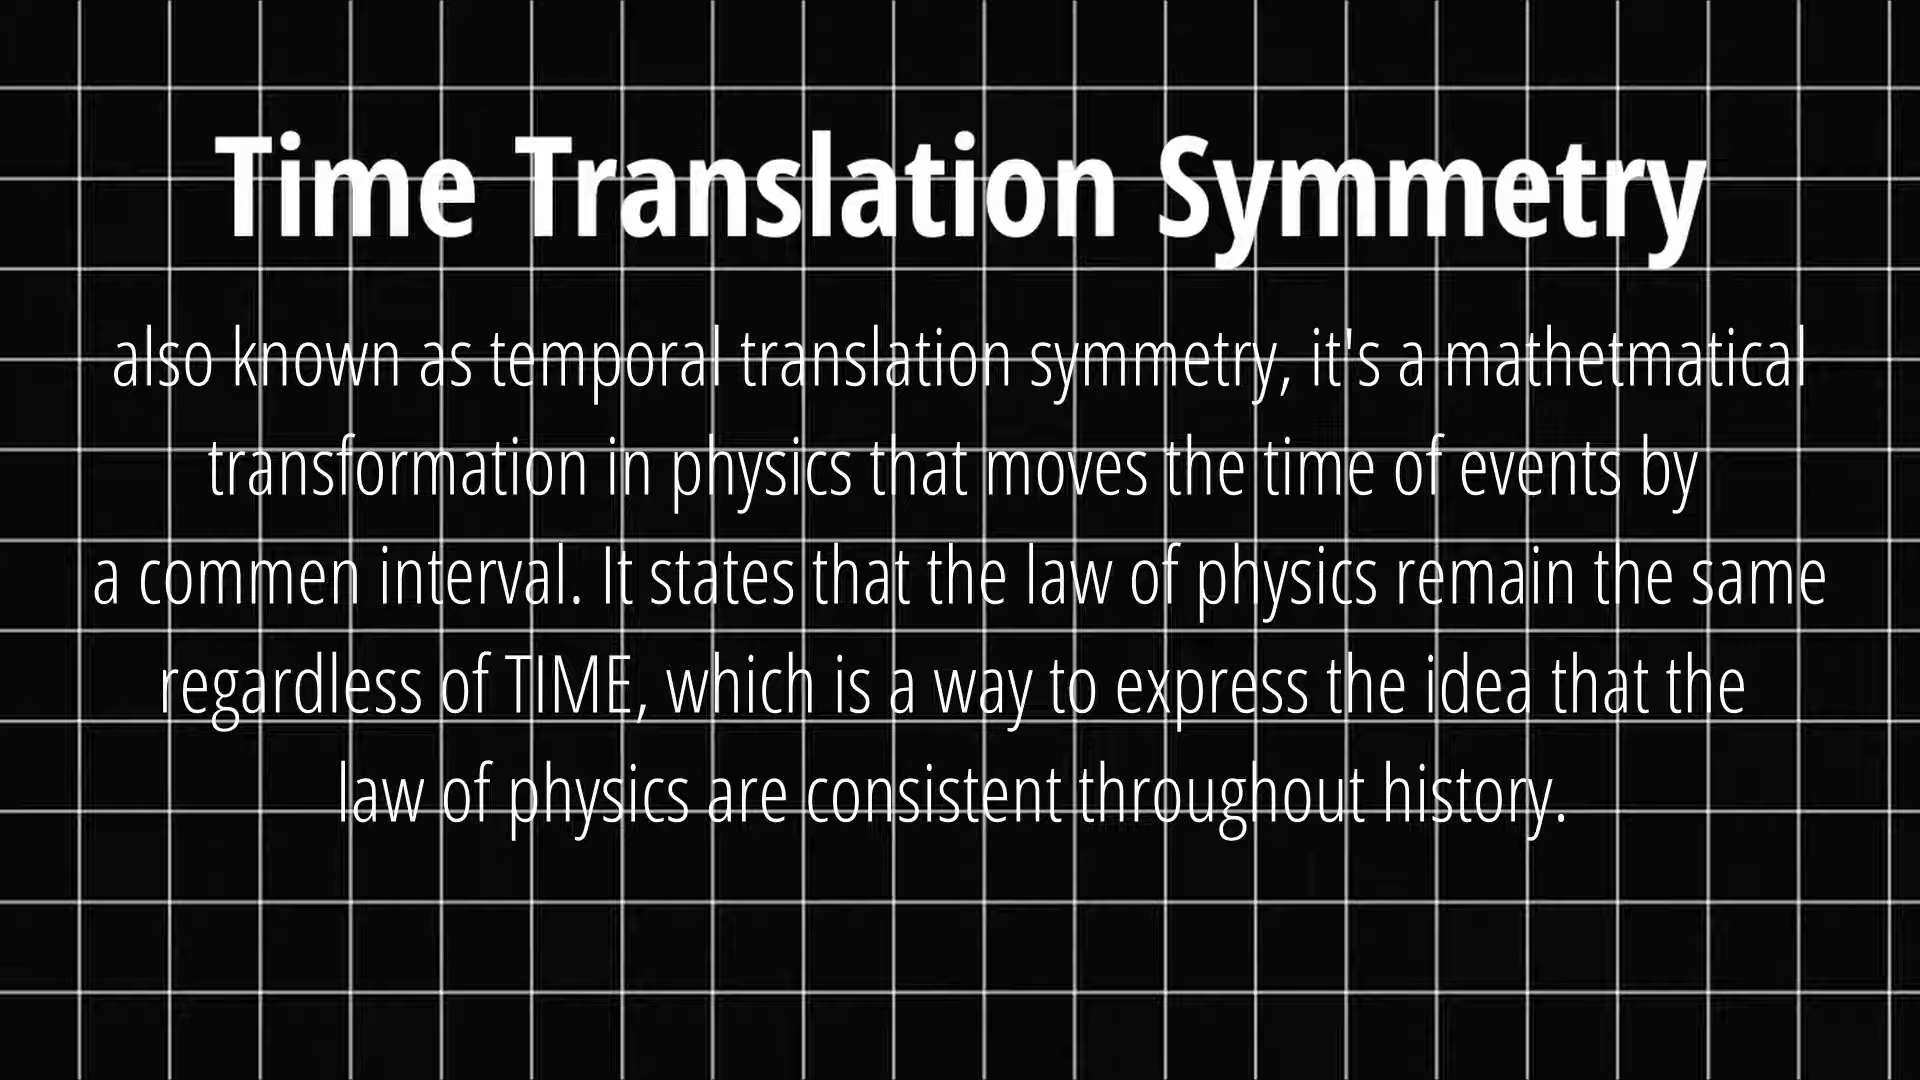 Time Translation Symmetry
also known as temporal translation symmetry, it's a mathetmatical
transformation in physics that moves the time of events by
a commen interval. It states that the law of physics remain the same
regardless of TIME, which is a way to express the idea that the
law of physics are consistent throughout history.